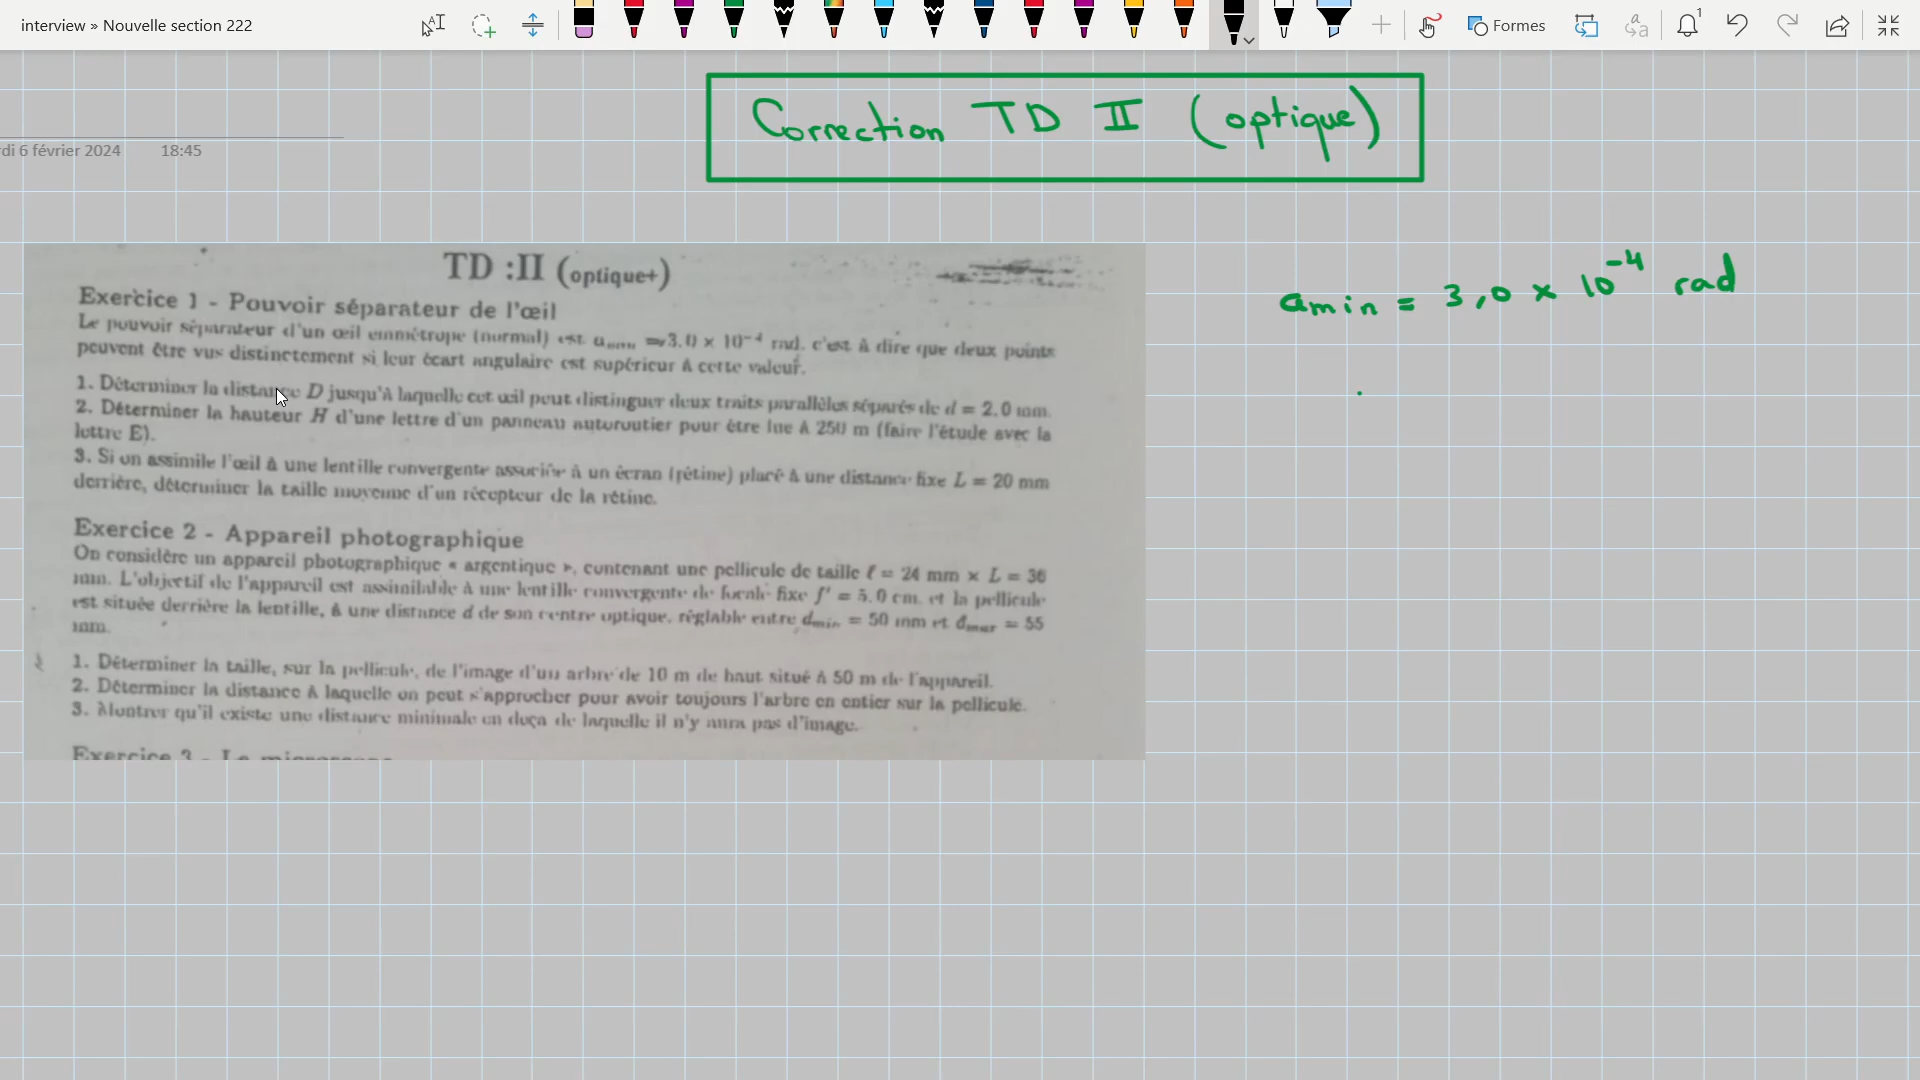 interview » Nouvelle section 222
Formes
1
Correction TD II (optique)
di 6 février 2024 18:45
TD :II (optique+)
Exercice 1 - Pouvoir séparateur de l'œil
Le pouvoir séparateur d'un œil emmétrope (normal) est amin = 3.0 × 10⁻⁴ rad. c'est à dire que deux points
peuvent être vus distinctement si leur écart angulaire est supérieur à cette valeur.
1. Déterminer la distance D jusqu'à laquelle cet œil peut distinguer deux traits parallèles séparés de d = 2.0 mm.
2. Déterminer la hauteur H d'une lettre d'un panneau autoroutier pour être lue à 250 m (faire l'étude avec la
lettre E).
3. Si on assimile l'œil à une lentille convergente associée à un écran (rétine) placé à une distance fixe L = 20 mm
derrière, déterminer la taille moyenne d'un récepteur de la rétine.
Exercice 2 - Appareil photographique
On considère un appareil photographique « argentique », contenant une pellicule de taille ℓ = 24 mm × L = 36
mm. L'objectif de l'appareil est assimilable à une lentille convergente de focale fixe f' = 5.0 cm. et la pellicule
est située derrière la lentille, à une distance d de son centre optique. réglable entre dmin = 50 mm et dmax = 55
mm.
1. Déterminer la taille, sur la pellicule, de l'image d'un arbre de 10 m de haut situé à 50 m de l'appareil.
2. Déterminer la distance à laquelle on peut s'approcher pour avoir toujours l'arbre en entier sur la pellicule.
3. Montrer qu'il existe une distance minimale en deça de laquelle il n'y aura pas d'image.
Exercice 3 - Le microscope
amin = 3,0 × 10⁻⁴ rad